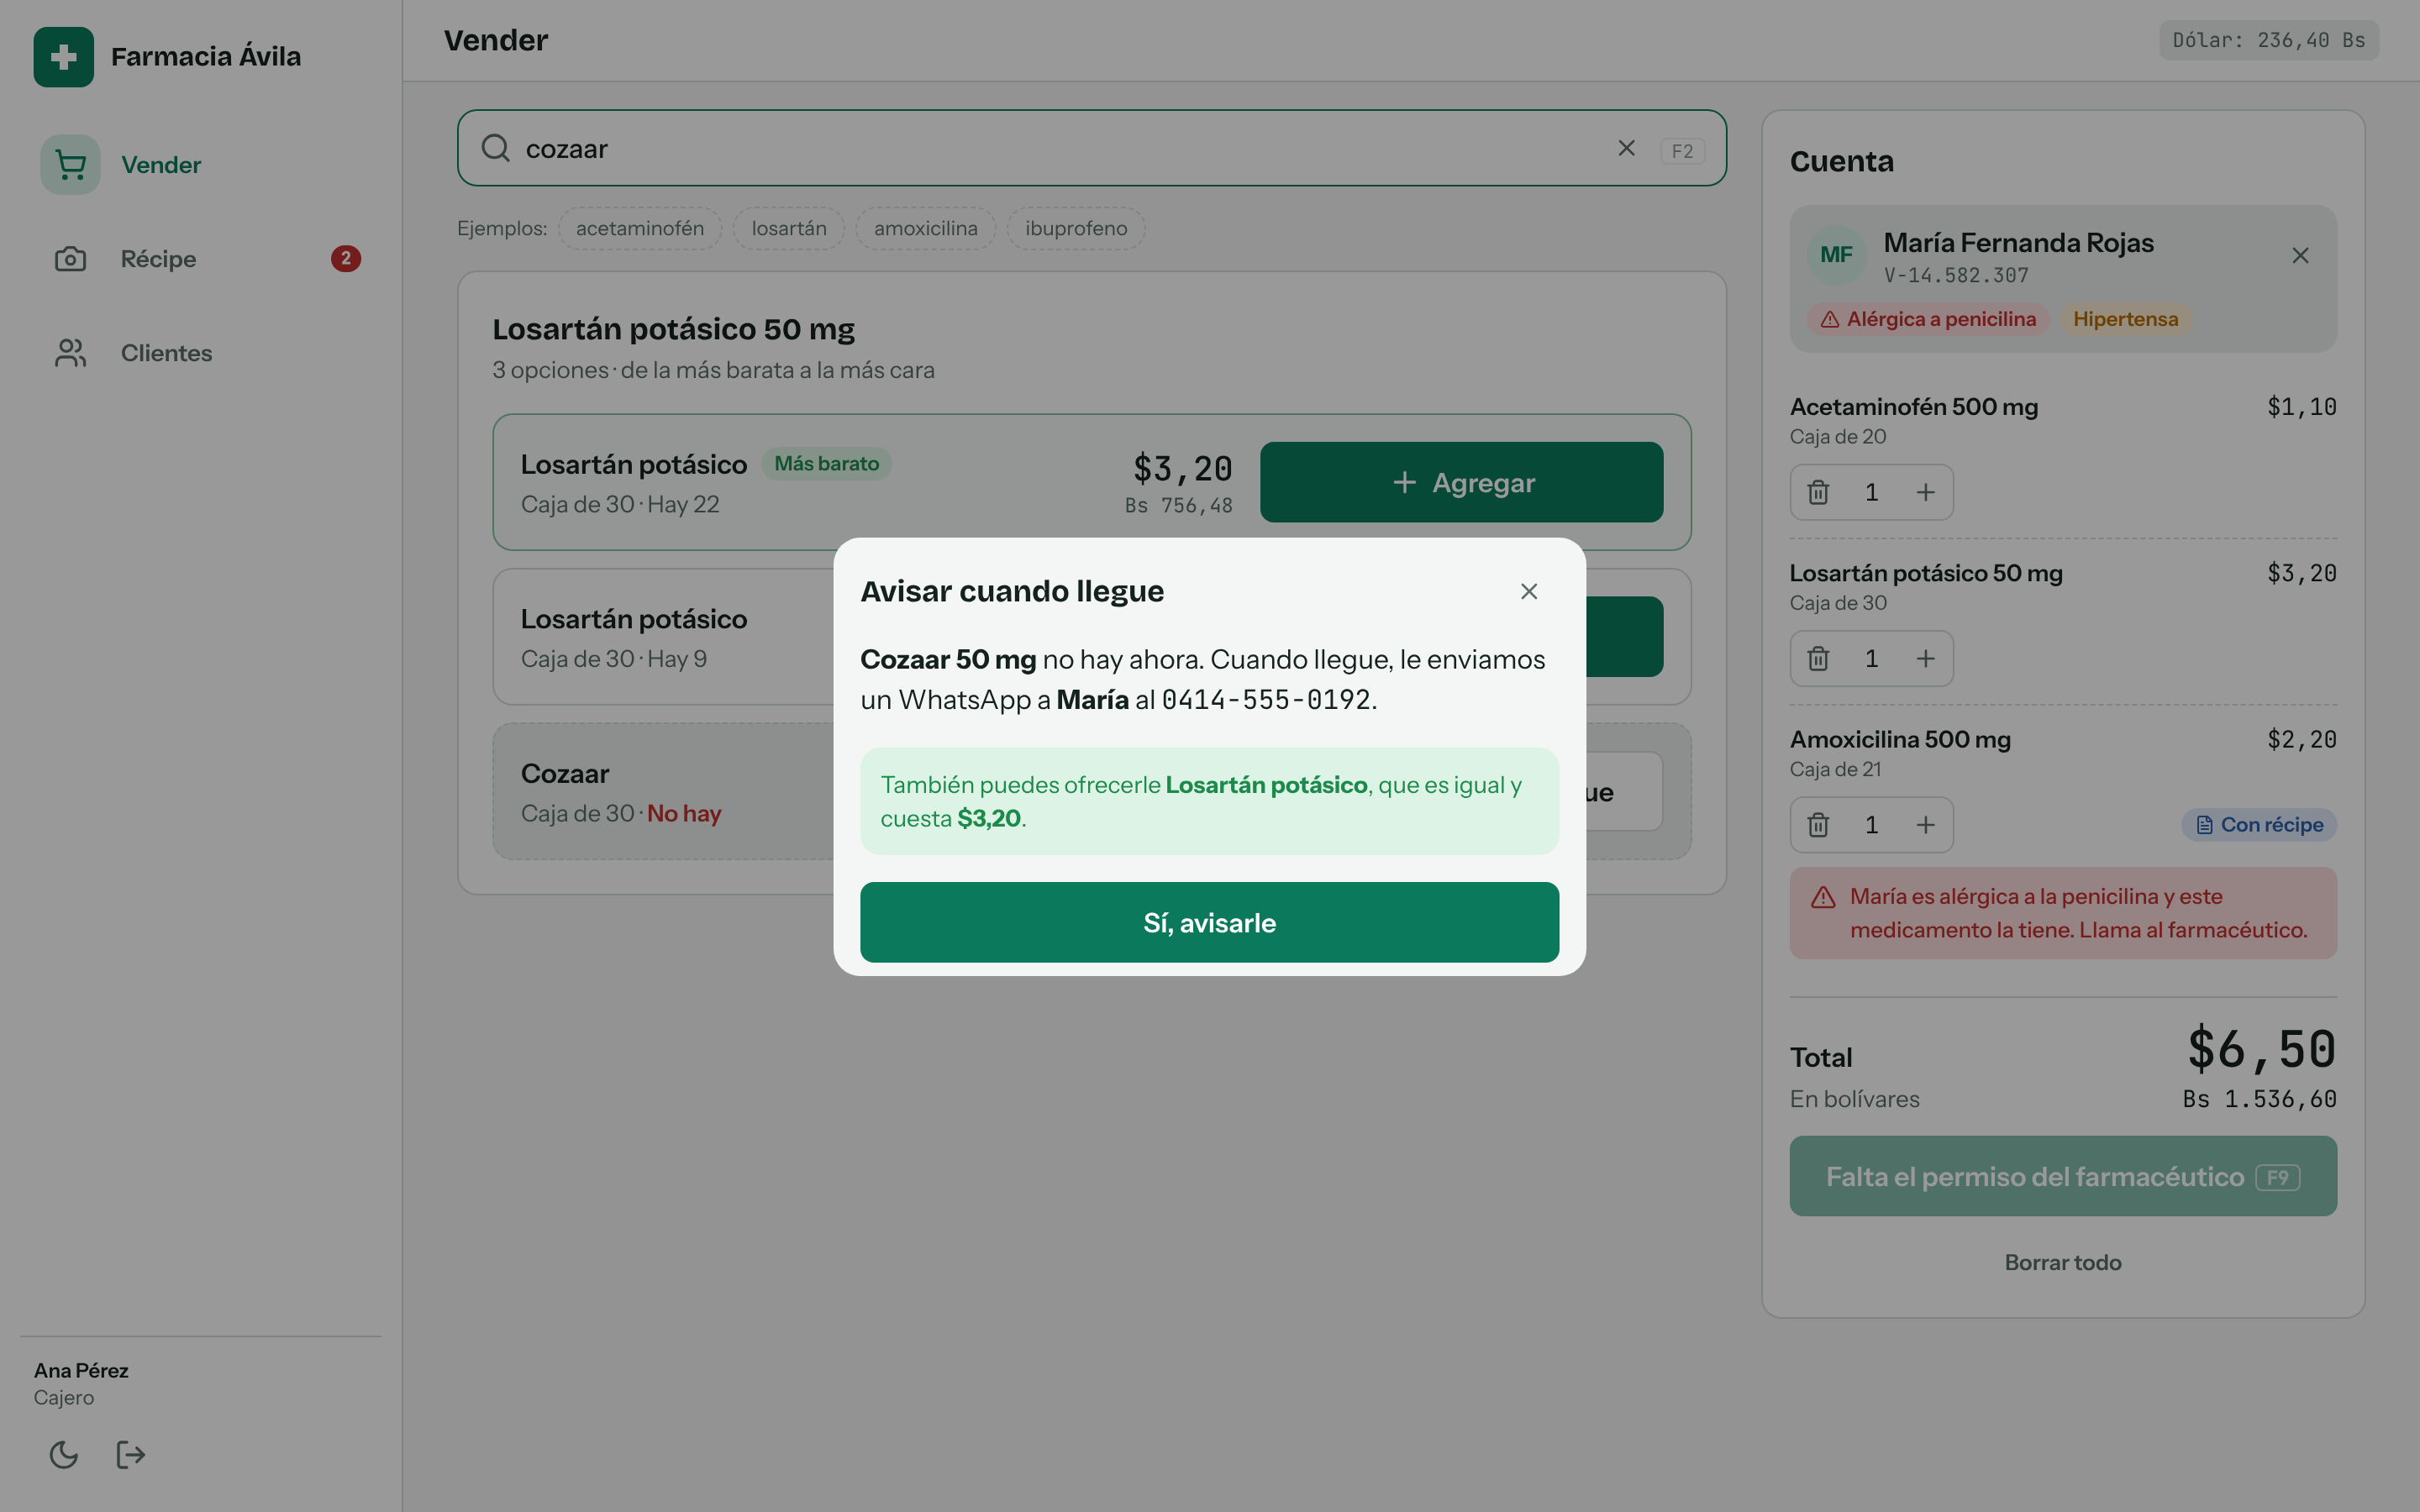 Farmacia Ávila
Vender
Récipe
2
Clientes
Ana Pérez
Cajero
Vender
Dólar: 236,40 Bs
cozaar
F2
Ejemplos:
acetaminofén
losartán
amoxicilina
ibuprofeno
Losartán potásico 50 mg
3 opciones · de la más barata a la más cara
Losartán potásico
Más barato
Caja de 30 · Hay 22
$3,20
Bs 756,48
Agregar
Losartán potásico
Caja de 30 · Hay 9
Cozaar
Caja de 30 · No hay
Avisar cuando llegue
Cozaar 50 mg no hay ahora. Cuando llegue, le enviamos
un WhatsApp a María al 0414-555-0192.
También puedes ofrecerle Losartán potásico, que es igual y
cuesta $3,20.
Sí, avisarle
Cuenta
MF
María Fernanda Rojas
V-14.582.307
Alérgica a penicilina
Hipertensa
Acetaminofén 500 mg
$1,10
Caja de 20
1
Losartán potásico 50 mg
$3,20
Caja de 30
1
Amoxicilina 500 mg
$2,20
Caja de 21
1
Con récipe
María es alérgica a la penicilina y este
medicamento la tiene. Llama al farmacéutico.
Total
$6,50
En bolívares
Bs 1.536,60
Falta el permiso del farmacéutico
F9
Borrar todo